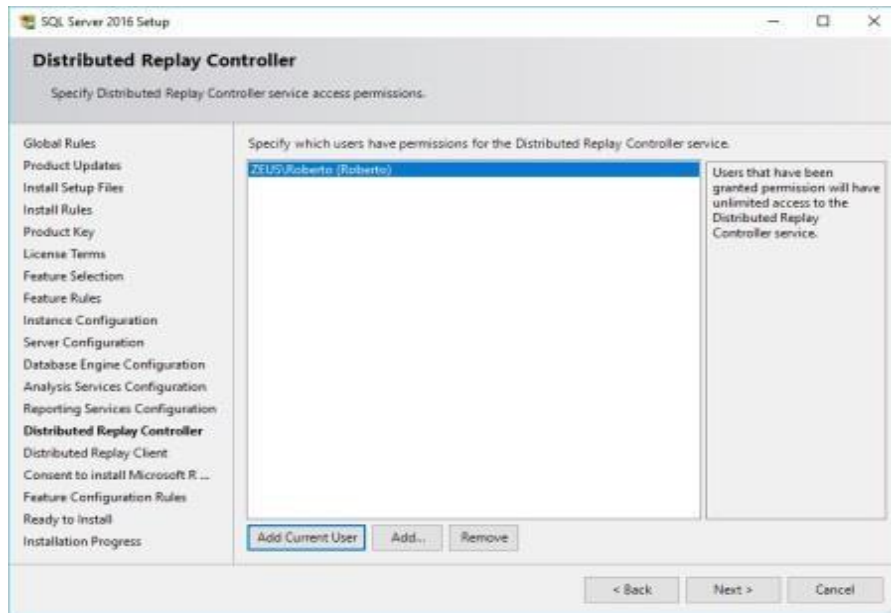 SQL Server 2016 Setup
Distributed Replay Controller
Specify Distributed Replay Controller service access permissions.
Global Rules
Product Updates
Install Setup Files
Install Rules
Product Key
License Terms
Feature Selection
Feature Rules
Instance Configuration
Server Configuration
Database Engine Configuration
Analysis Services Configuration
Reporting Services Configuration
Distributed Replay Controller
Distributed Replay Client
Consent to install Microsoft R ...
Feature Configuration Rules
Ready to Install
Installation Progress
Specify which users have permissions for the Distributed Replay Controller service.
ZEUS\Roberto (Roberto)
Users that have been
granted permission will have
unlimited access to the
Distributed Replay
Controller service.
Add Current User
Add...
Remove
< Back
Next >
Cancel